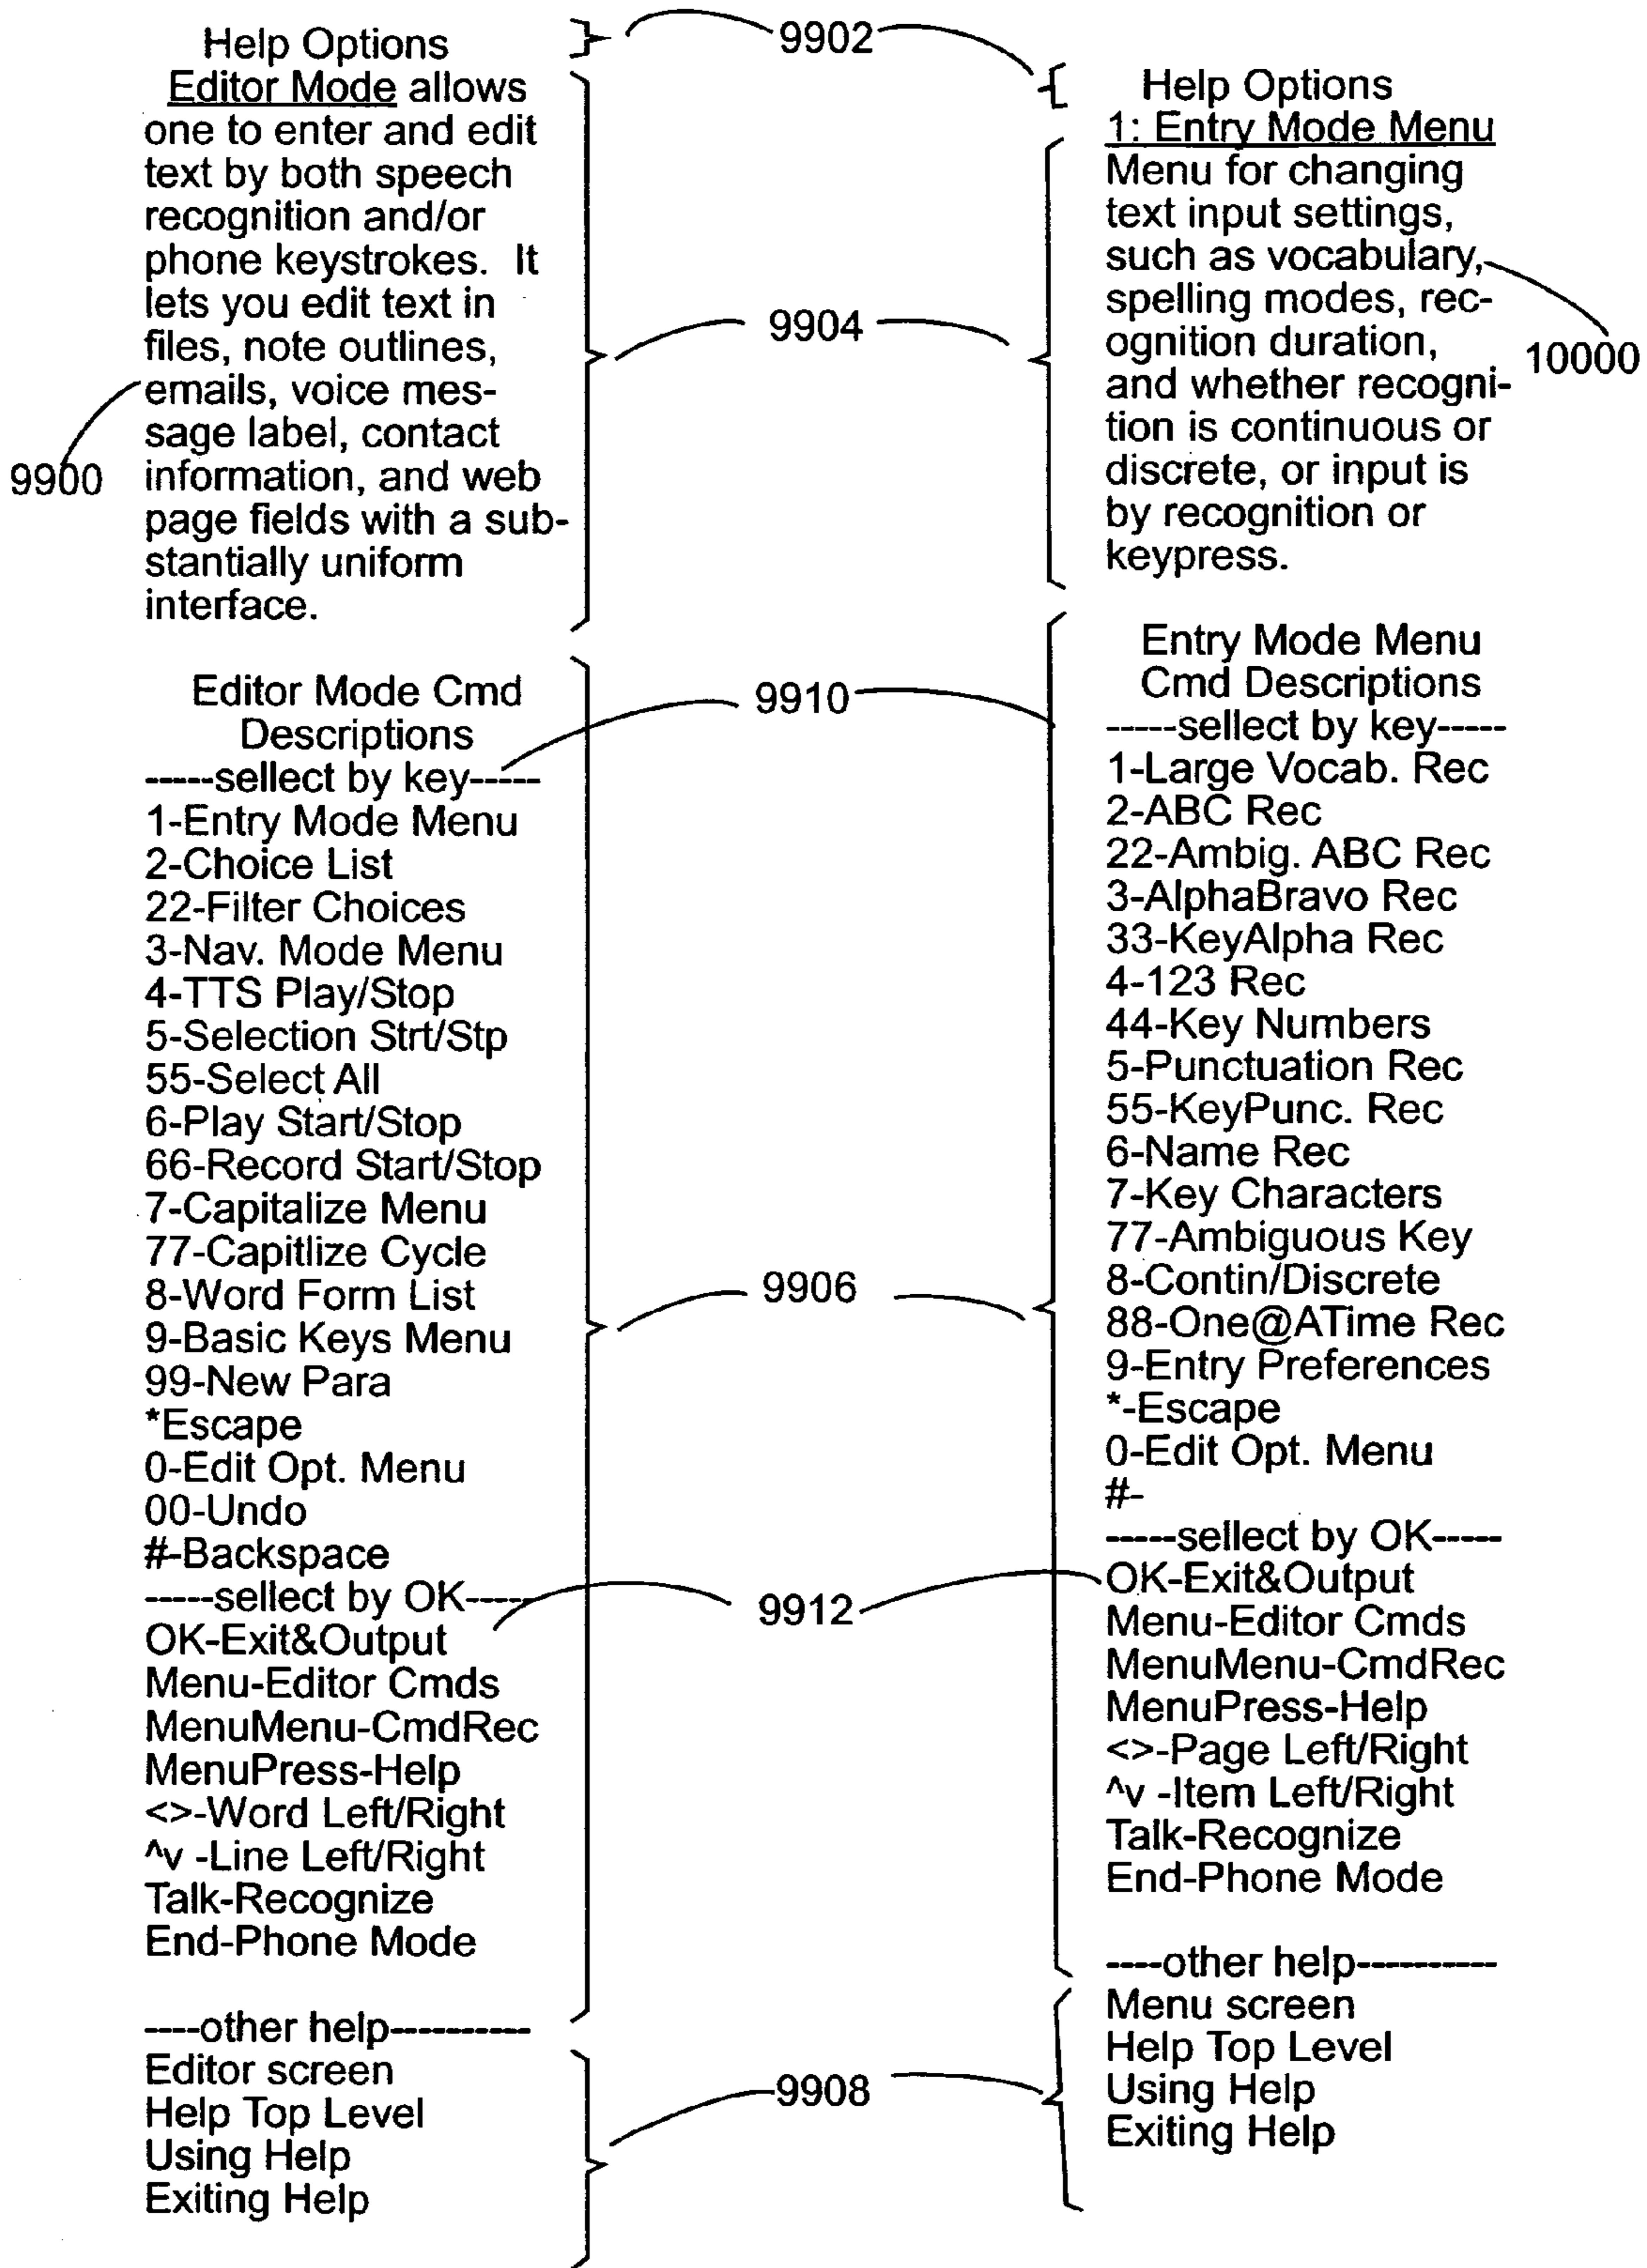 Help Options
Editor Mode allows
one to enter and edit
text by both speech
recognition and/or
phone keystrokes.  It
lets you edit text in
files, note outlines,
emails, voice mes-
sage label, contact
information, and web
page fields with a sub-
stantially uniform
interface.
Editor Mode Cmd
Descriptions
-----sellect by key-----
1-Entry Mode Menu
2-Choice List
22-Filter Choices
3-Nav. Mode Menu
4-TTS Play/Stop
5-Selection Strt/Stp
55-Select All
6-Play Start/Stop
66-Record Start/Stop
7-Capitalize Menu
77-Capitlize Cycle
8-Word Form List
9-Basic Keys Menu
99-New Para
*Escape
0-Edit Opt. Menu
00-Undo
#-Backspace
-----sellect by OK-----
OK-Exit&Output
Menu-Editor Cmds
MenuMenu-CmdRec
MenuPress-Help
<>-Word Left/Right
^v -Line Left/Right
Talk-Recognize
End-Phone Mode
----other help----------
Editor screen
Help Top Level
Using Help
Exiting Help
9900
9902
9904
9910
9906
9912
9908
Help Options
1: Entry Mode Menu
Menu for changing
text input settings,
such as vocabulary,
spelling modes, rec-
ognition duration,
and whether recogni-
tion is continuous or
discrete, or input is
by recognition or
keypress.
10000
Entry Mode Menu
Cmd Descriptions
-----sellect by key-----
1-Large Vocab. Rec
2-ABC Rec
22-Ambig. ABC Rec
3-AlphaBravo Rec
33-KeyAlpha Rec
4-123 Rec
44-Key Numbers
5-Punctuation Rec
55-KeyPunc. Rec
6-Name Rec
7-Key Characters
77-Ambiguous Key
8-Contin/Discrete
88-One@ATime Rec
9-Entry Preferences
*-Escape
0-Edit Opt. Menu
#-
-----sellect by OK-----
OK-Exit&Output
Menu-Editor Cmds
MenuMenu-CmdRec
MenuPress-Help
<>-Page Left/Right
^v -Item Left/Right
Talk-Recognize
End-Phone Mode
----other help----------
Menu screen
Help Top Level
Using Help
Exiting Help